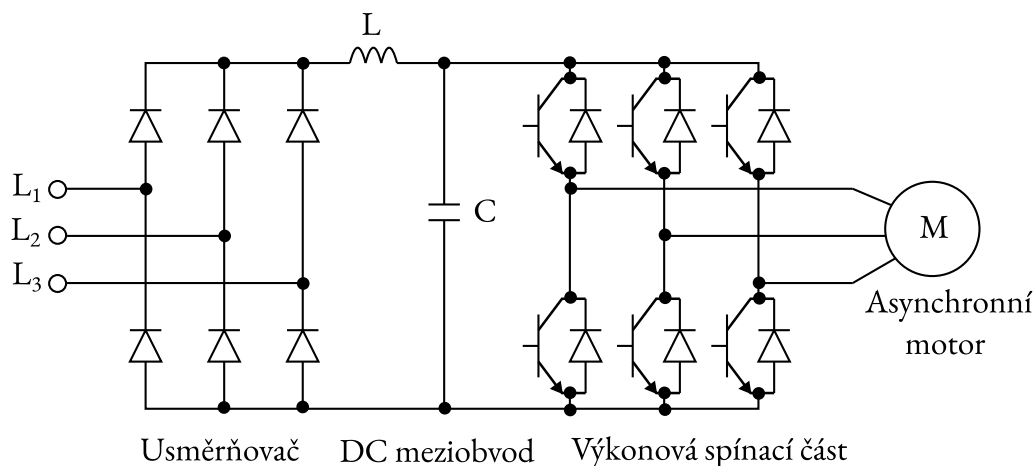 L
L₁
L₂
L₃
C
M
Asynchronní
motor
Usměrňovač
DC meziobvod
Výkonová spínací část